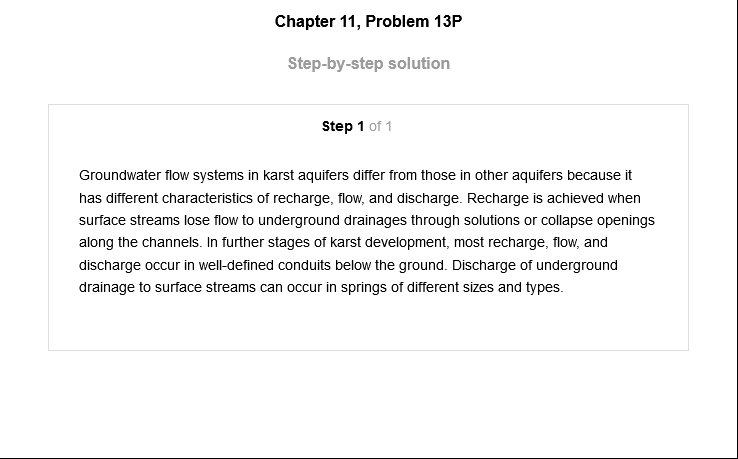 Chapter 11, Problem 13P
Step-by-step solution
Step 1 of 1
Groundwater flow systems in karst aquifers differ from those in other aquifers because it
has different characteristics of recharge, flow, and discharge. Recharge is achieved when
surface streams lose flow to underground drainages through solutions or collapse openings
along the channels. In further stages of karst development, most recharge, flow, and
discharge occur in well-defined conduits below the ground. Discharge of underground
drainage to surface streams can occur in springs of different sizes and types.